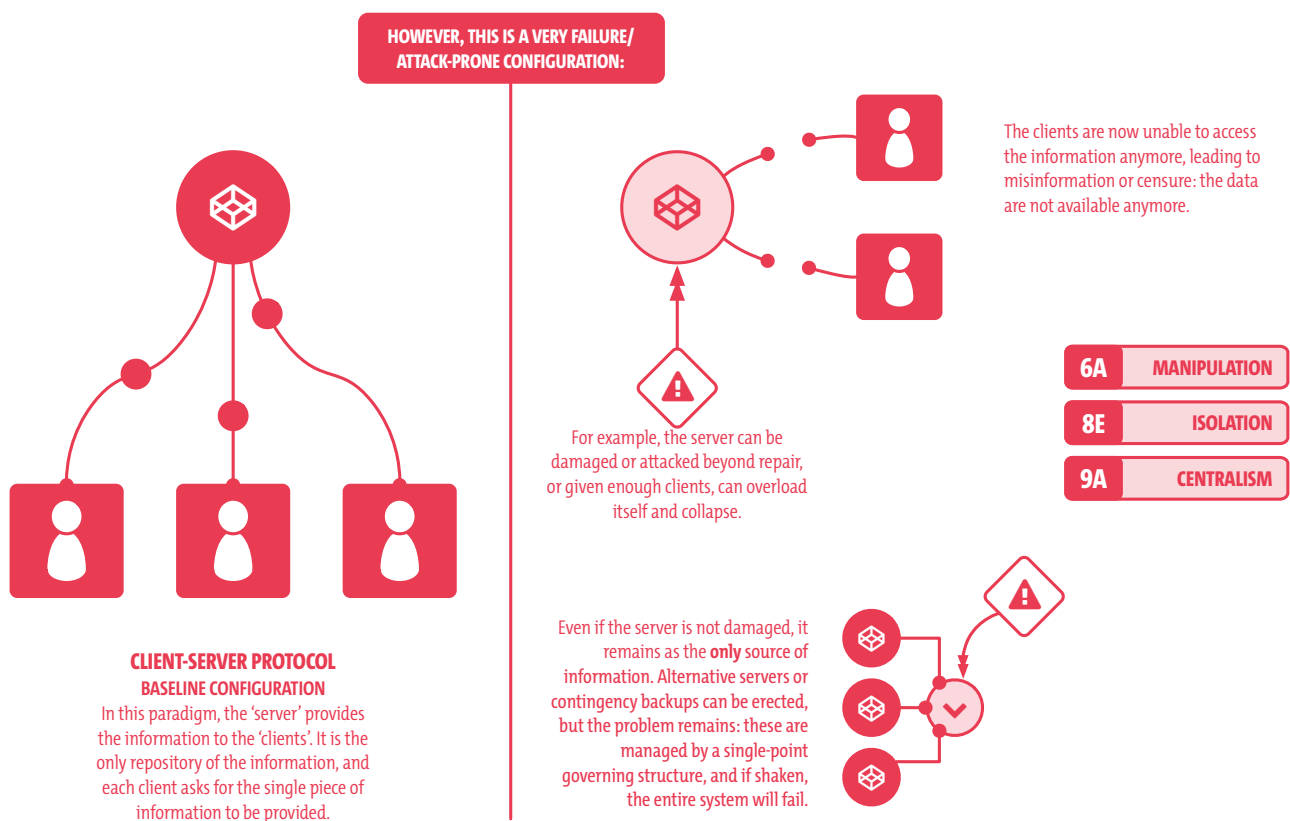 HOWEVER, THIS IS A VERY FAILURE/
ATTACK-PRONE CONFIGURATION:
CLIENT-SERVER PROTOCOL
BASELINE CONFIGURATION
In this paradigm, the ‘server’ provides
the information to the ‘clients’. It is the
only repository of the information, and
each client asks for the single piece of
information to be provided.
The clients are now unable to access
the information anymore, leading to
misinformation or censure: the data
are not available anymore.
For example, the server can be
damaged or attacked beyond repair,
or given enough clients, can overload
itself and collapse.
6A MANIPULATION
8E ISOLATION
9A CENTRALISM
Even if the server is not damaged, it
remains as the only source of
information. Alternative servers or
contingency backups can be erected,
but the problem remains: these are
managed by a single-point
governing structure, and if shaken,
the entire system will fail.